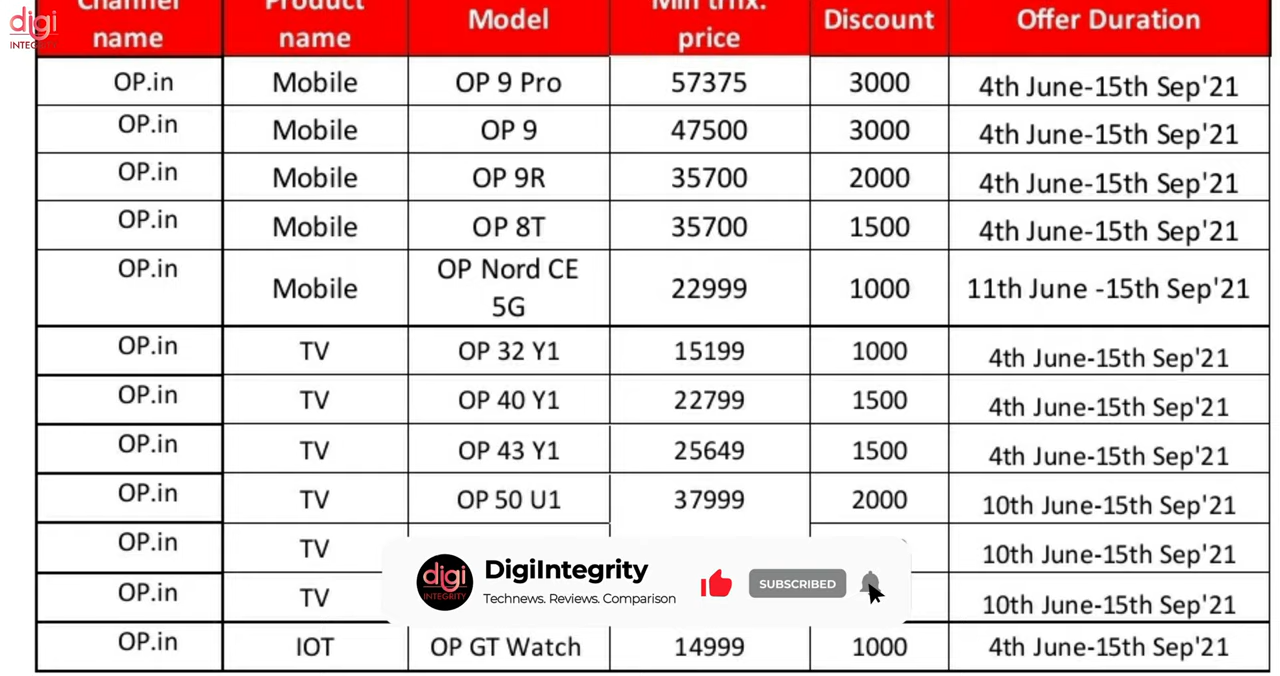 digi
INTEGRITY
Channel name | Product name | Model | Min trnx. price | Discount | Offer Duration
OP.in | Mobile | OP 9 Pro | 57375 | 3000 | 4th June-15th Sep'21
OP.in | Mobile | OP 9 | 47500 | 3000 | 4th June-15th Sep'21
OP.in | Mobile | OP 9R | 35700 | 2000 | 4th June-15th Sep'21
OP.in | Mobile | OP 8T | 35700 | 1500 | 4th June-15th Sep'21
OP.in | Mobile | OP Nord CE 5G | 22999 | 1000 | 11th June -15th Sep'21
OP.in | TV | OP 32 Y1 | 15199 | 1000 | 4th June-15th Sep'21
OP.in | TV | OP 40 Y1 | 22799 | 1500 | 4th June-15th Sep'21
OP.in | TV | OP 43 Y1 | 25649 | 1500 | 4th June-15th Sep'21
OP.in | TV | OP 50 U1 | 37999 | 2000 | 10th June-15th Sep'21
OP.in | TV | 10th June-15th Sep'21
OP.in | TV | 10th June-15th Sep'21
OP.in | IOT | OP GT Watch | 14999 | 1000 | 4th June-15th Sep'21
digi
INTEGRITY
DigiIntegrity
Technews. Reviews. Comparison
SUBSCRIBED